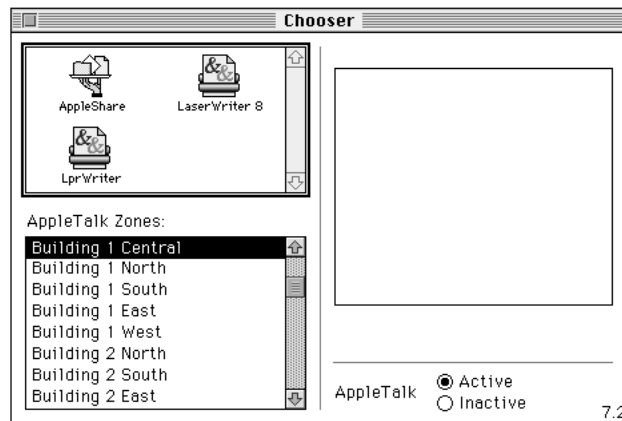 Chooser
AppleShare
LaserWriter 8
LprWriter
AppleTalk Zones:
Building 1 Central
Building 1 North
Building 1 South
Building 1 East
Building 1 West
Building 2 North
Building 2 South
Building 2 East
AppleTalk
Active
Inactive
7.2